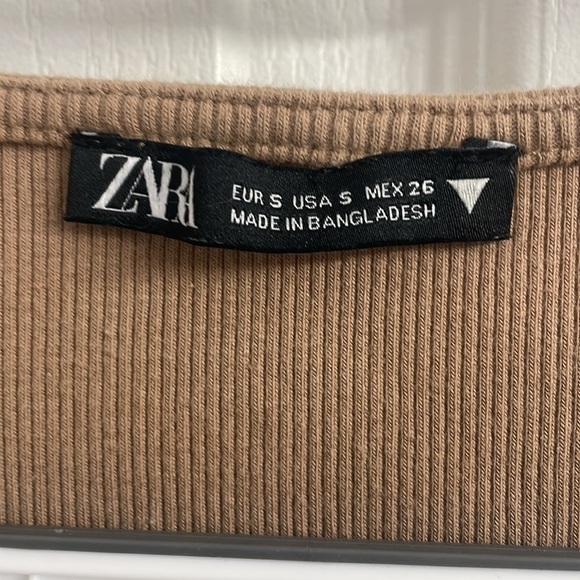 ZARA
EUR S USA S MEX 26
MADE IN BANGLADESH